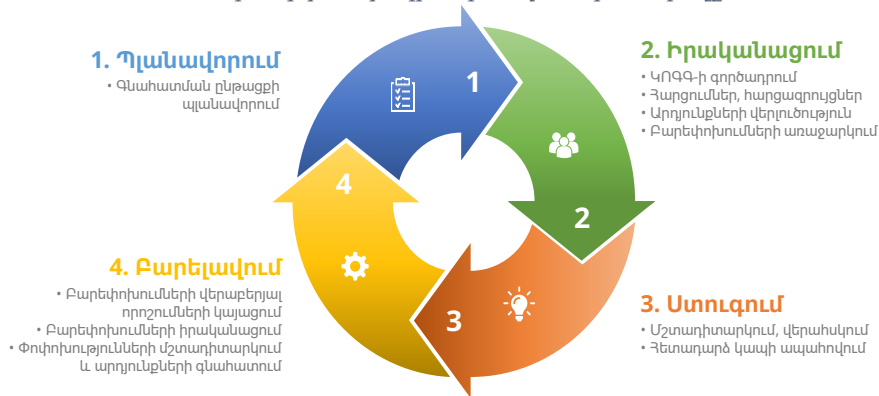 1. Պլանավորում
• Գնահատման ընթացքի
պլանավորում
2. Իրականացում
• ԿՈԳԳ-ի գործադրում
• Հարցումներ, հարցազրույցներ
• Արդյունքների վերլուծություն
• Բարեփոխումների առաջարկում
3. Ստուգում
• Մշտադիտարկում, վերահսկում
• Հետադարձ կապի ապահովում
4. Բարելավում
• Բարեփոխումների վերաբերյալ
որոշումների կայացում
• Բարեփոխումների իրականացում
• Փոփոխությունների մշտադիտարկում
և արդյունքների գնահատում
1
2
3
4